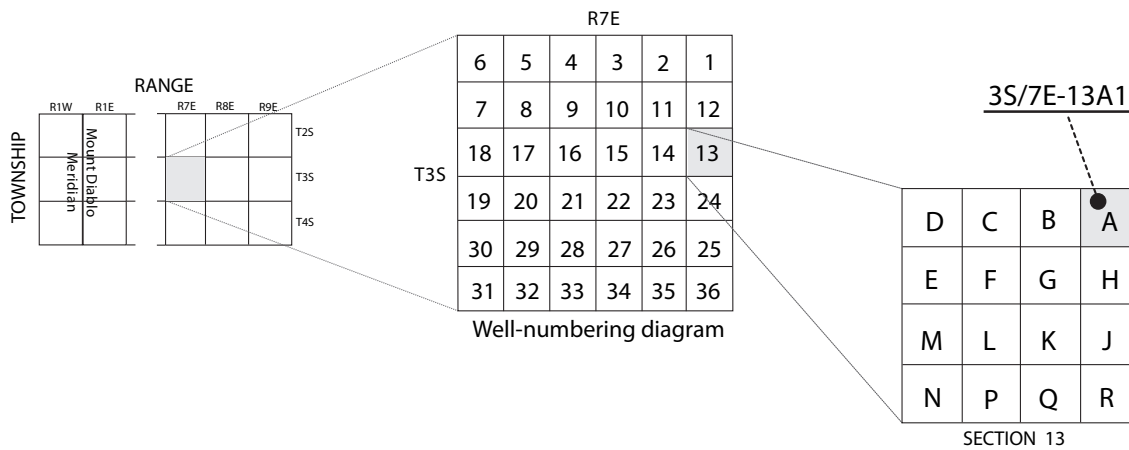 RANGE
R1W R1E R7E R8E R9E
TOWNSHIP
Mount Diablo
Meridian
T2S
T3S
T4S
R7E
T3S
6 5 4 3 2 1
7 8 9 10 11 12
18 17 16 15 14 13
19 20 21 22 23 24
30 29 28 27 26 25
31 32 33 34 35 36
Well-numbering diagram
3S/7E-13A1
D C B A
E F G H
M L K J
N P Q R
SECTION 13